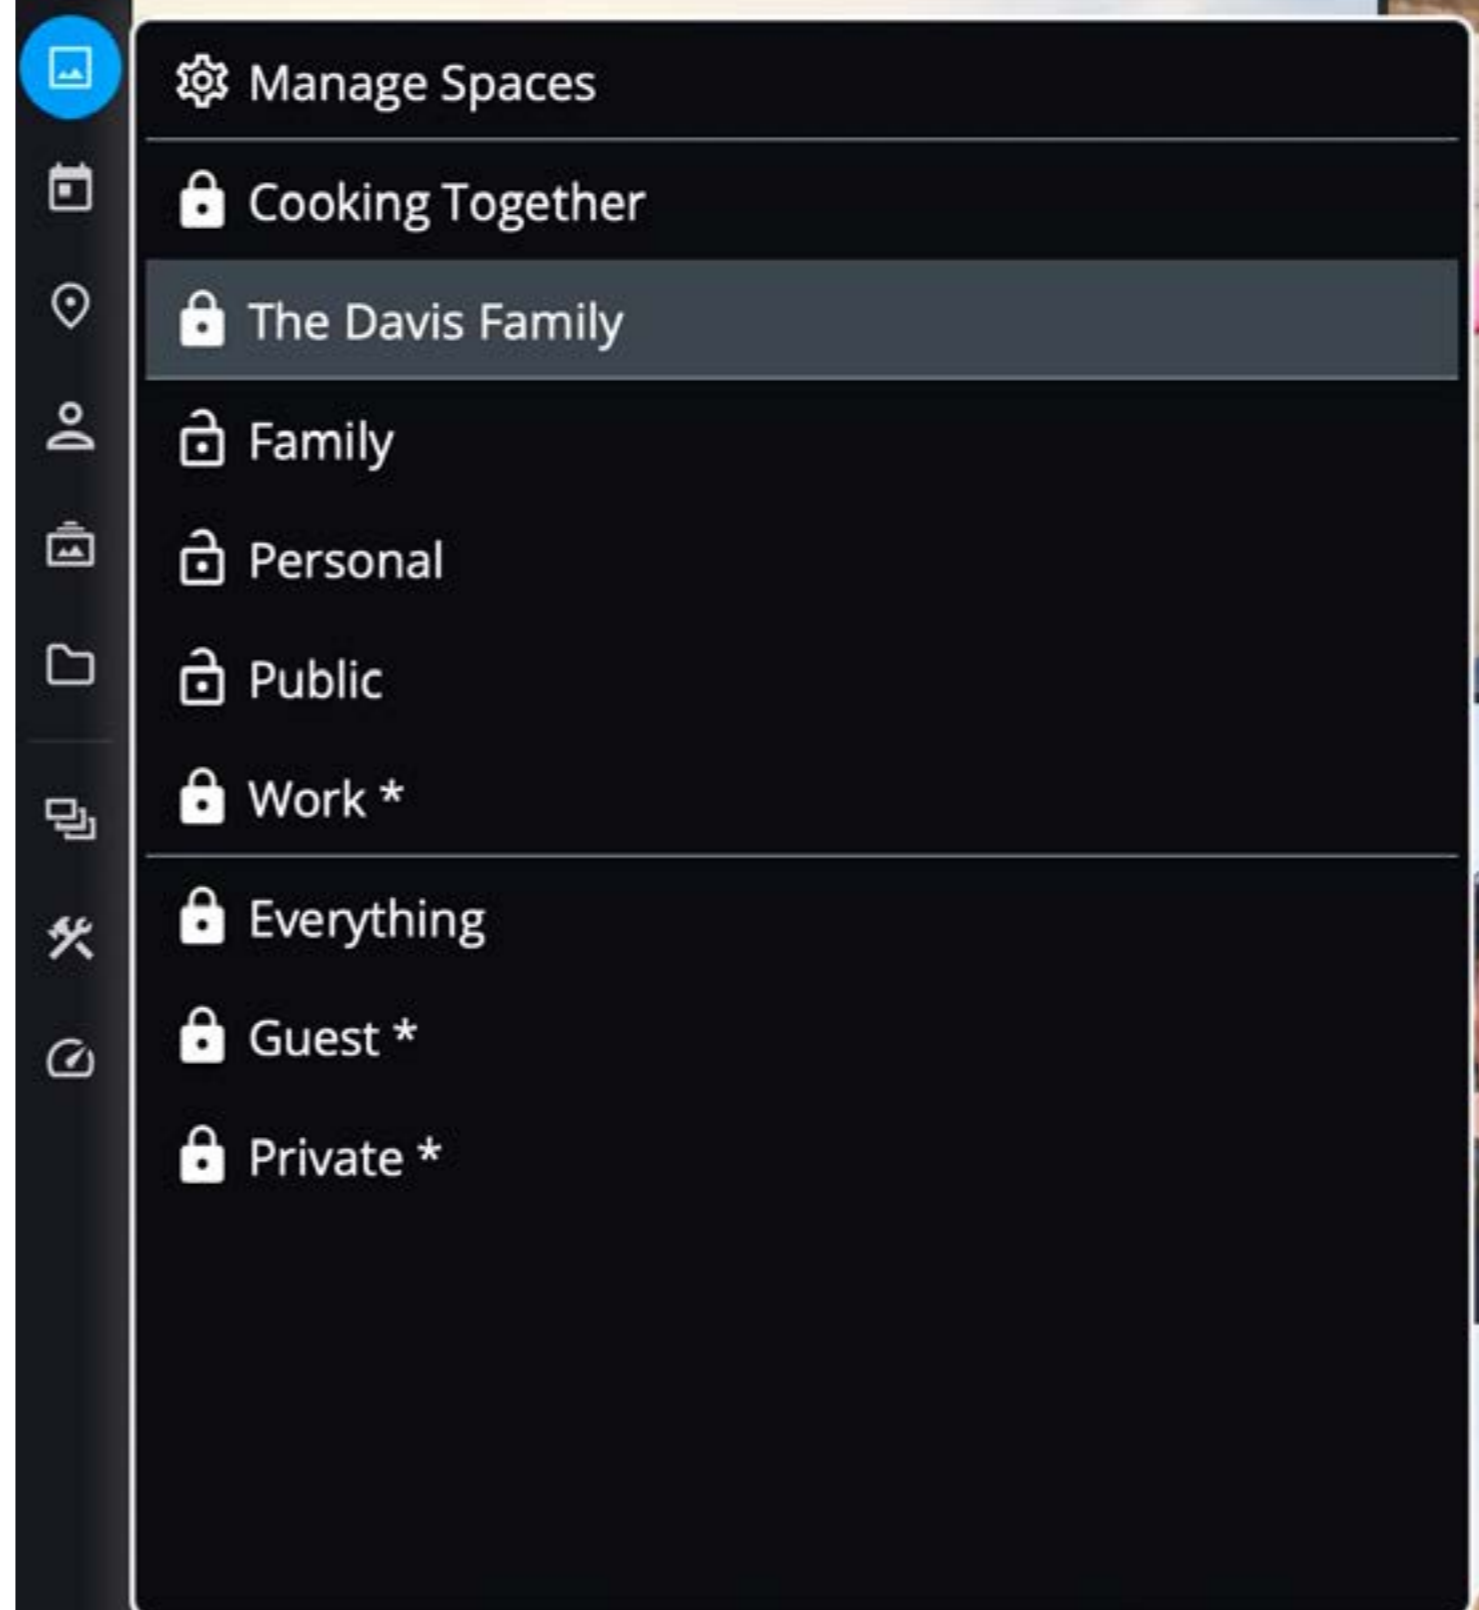 Manage Spaces
Cooking Together
The Davis Family
Family
Personal
Public
Work *
Everything
Guest *
Private *